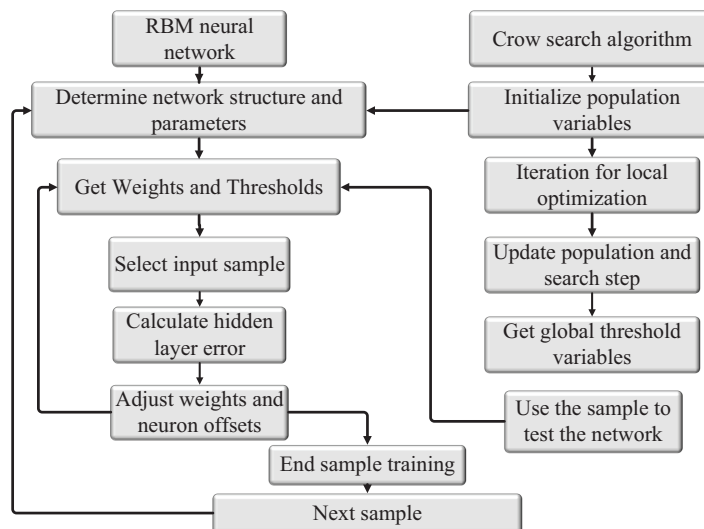 RBM neural
network
Determine network structure and
parameters
Get Weights and Thresholds
Select input sample
Calculate hidden
layer error
Adjust weights and
neuron offsets
End sample training
Next sample
Crow search algorithm
Initialize population
variables
Iteration for local
optimization
Update population and
search step
Get global threshold
variables
Use the sample to
test the network